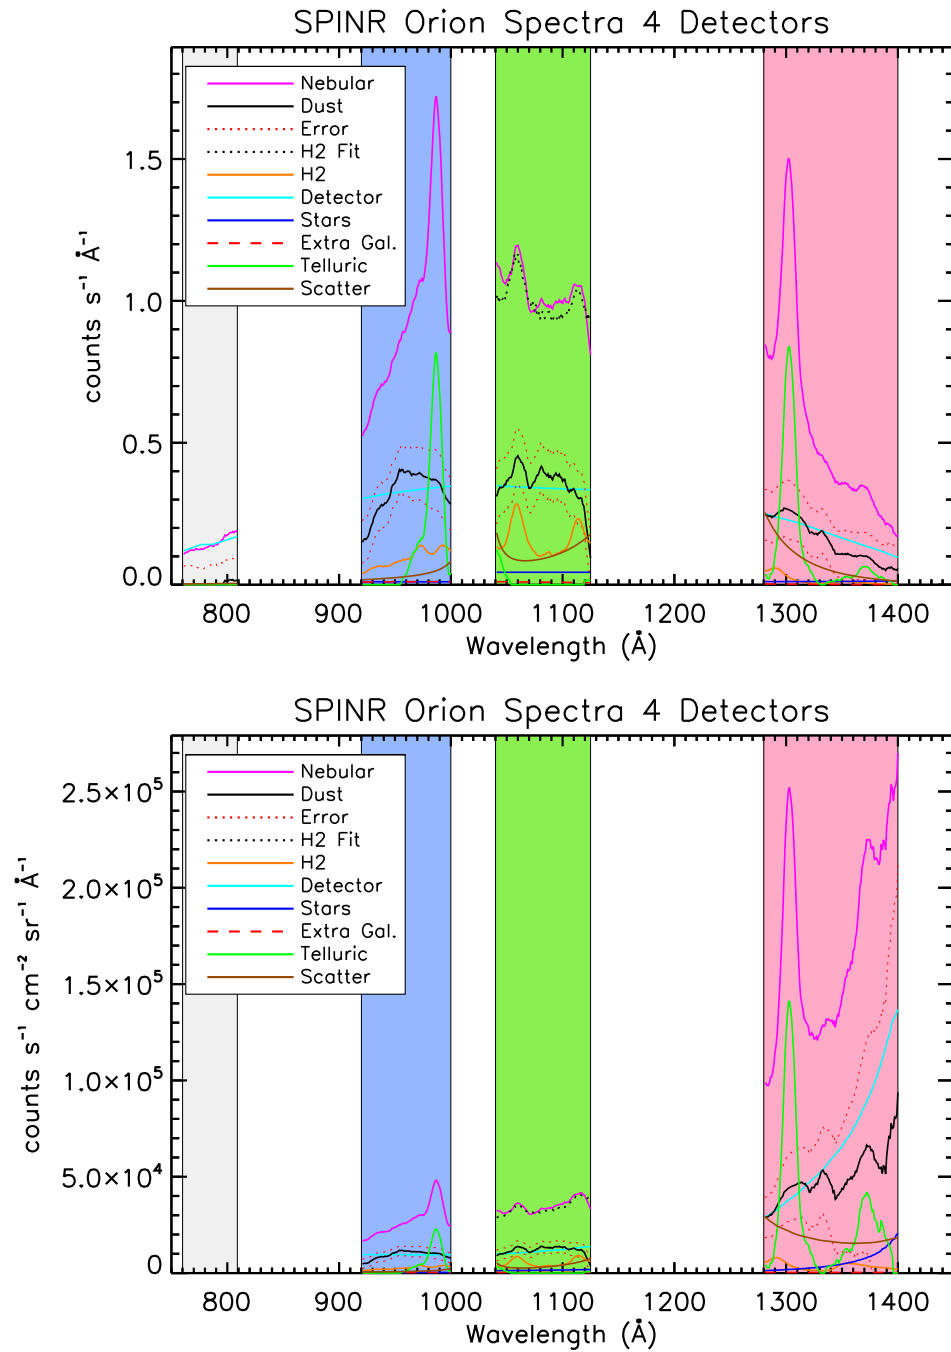 SPINR Orion Spectra 4 Detectors
Nebular
Dust
Error
H2 Fit
H2
Detector
Stars
Extra Gal.
Telluric
Scatter
counts s⁻¹ Å⁻¹
1.5
1.0
0.5
0.0
800 900 1000 1100 1200 1300 1400
Wavelength (Å)
SPINR Orion Spectra 4 Detectors
Nebular
Dust
Error
H2 Fit
H2
Detector
Stars
Extra Gal.
Telluric
Scatter
counts s⁻¹ cm⁻² sr⁻¹ Å⁻¹
2.5×10⁵
2.0×10⁵
1.5×10⁵
1.0×10⁵
5.0×10⁴
0
800 900 1000 1100 1200 1300 1400
Wavelength (Å)